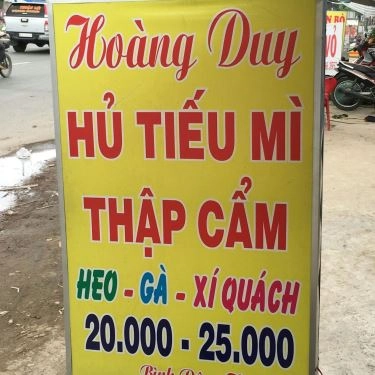 Hoàng Duy
HỦ TIẾU MÌ
THẬP CẨM
HEO - GÀ - XÍ QUÁCH
20.000 - 25.000